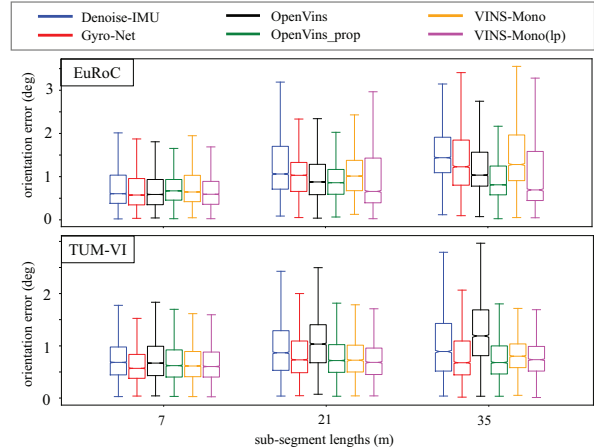 Denoise-IMU OpenVins VINS-Mono
Gyro-Net OpenVins_prop VINS-Mono(lp)
EuRoC
orientation error (deg)
3
2
1
0
TUM-VI
orientation error (deg)
2
1
0
7 21 35
sub-segment lengths (m)